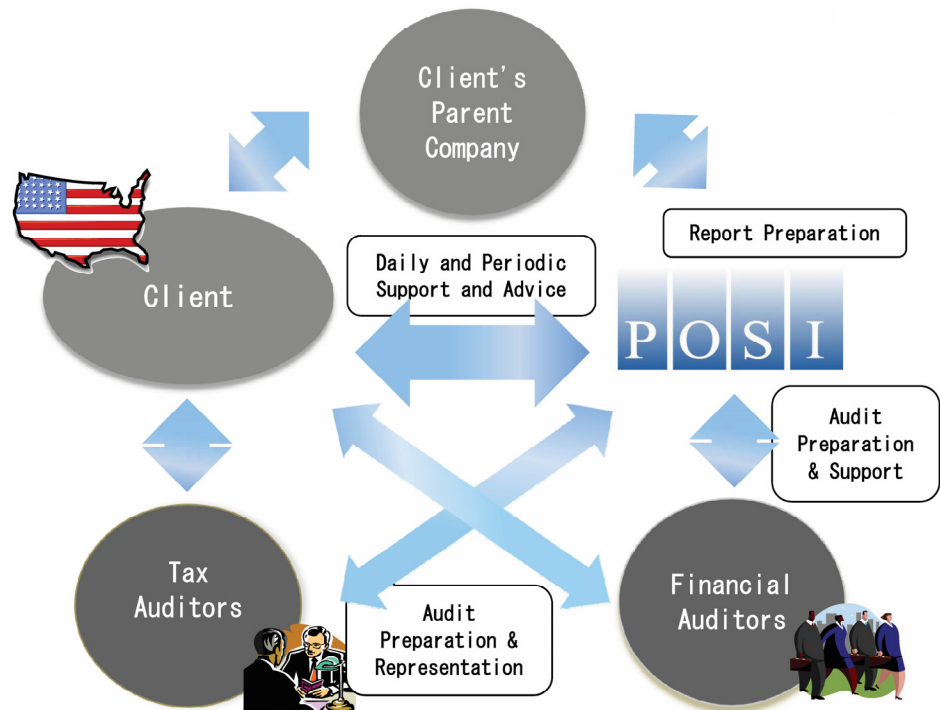 Client's
Parent
Company
Report Preparation
Daily and Periodic
Support and Advice
Client
POSI
Audit
Preparation
& Support
Tax
Auditors
Financial
Auditors
Audit
Preparation &
Representation